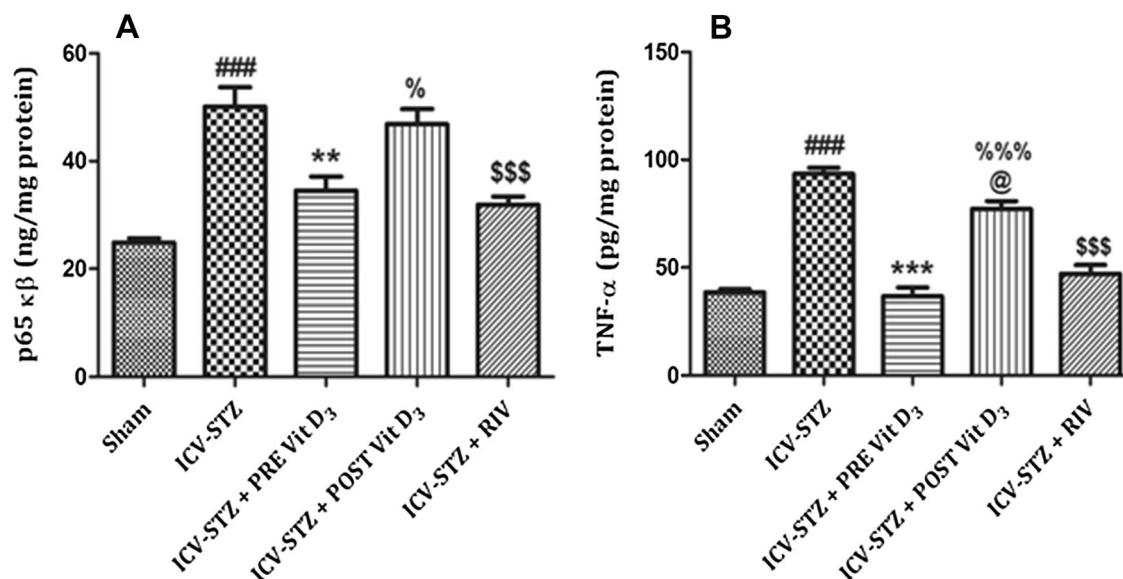 A
p65 κβ (ng/mg protein)
60
40
20
0
###
**
%
$$$
Sham
ICV-STZ
ICV-STZ + PRE Vit D₃
ICV-STZ + POST Vit D₃
ICV-STZ + RIV
B
TNF-α (pg/mg protein)
150
100
50
0
###
***
%%%
@
$$$
Sham
ICV-STZ
ICV-STZ + PRE Vit D₃
ICV-STZ + POST Vit D₃
ICV-STZ + RIV